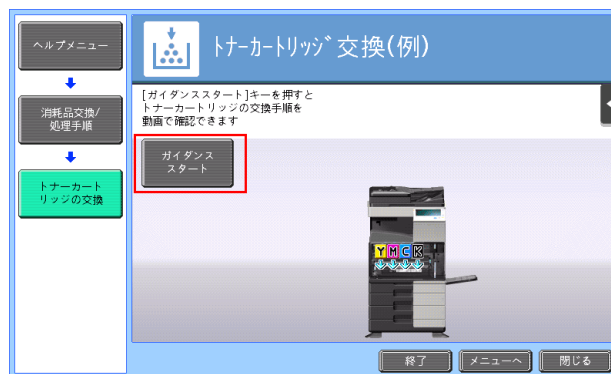 ヘルプメニュー
消耗品交換/
処理手順
トナーカート
リッジの交換
トナーカートリッジ交換(例)
[ガイダンススタート]キーを押すと
トナーカートリッジの交換手順を
動画で確認できます
ガイダンス
スタート
Y M C K
終了
メニューへ
閉じる